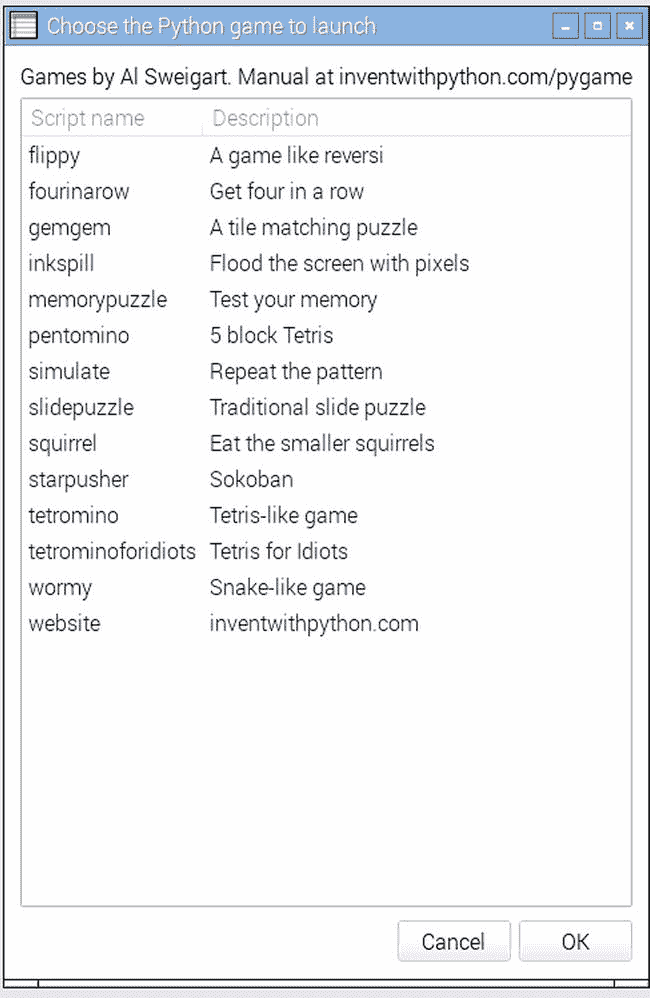 Choose the Python game to launch
Games by Al Sweigart. Manual at inventwithpython.com/pygame
Script name Description
flippy A game like reversi
fourinarow Get four in a row
gemgem A tile matching puzzle
inkspill Flood the screen with pixels
memorypuzzle Test your memory
pentomino 5 block Tetris
simulate Repeat the pattern
slidepuzzle Traditional slide puzzle
squirrel Eat the smaller squirrels
starpusher Sokoban
tetromino Tetris-like game
tetrominoforidiots Tetris for Idiots
wormy Snake-like game
website inventwithpython.com
Cancel OK